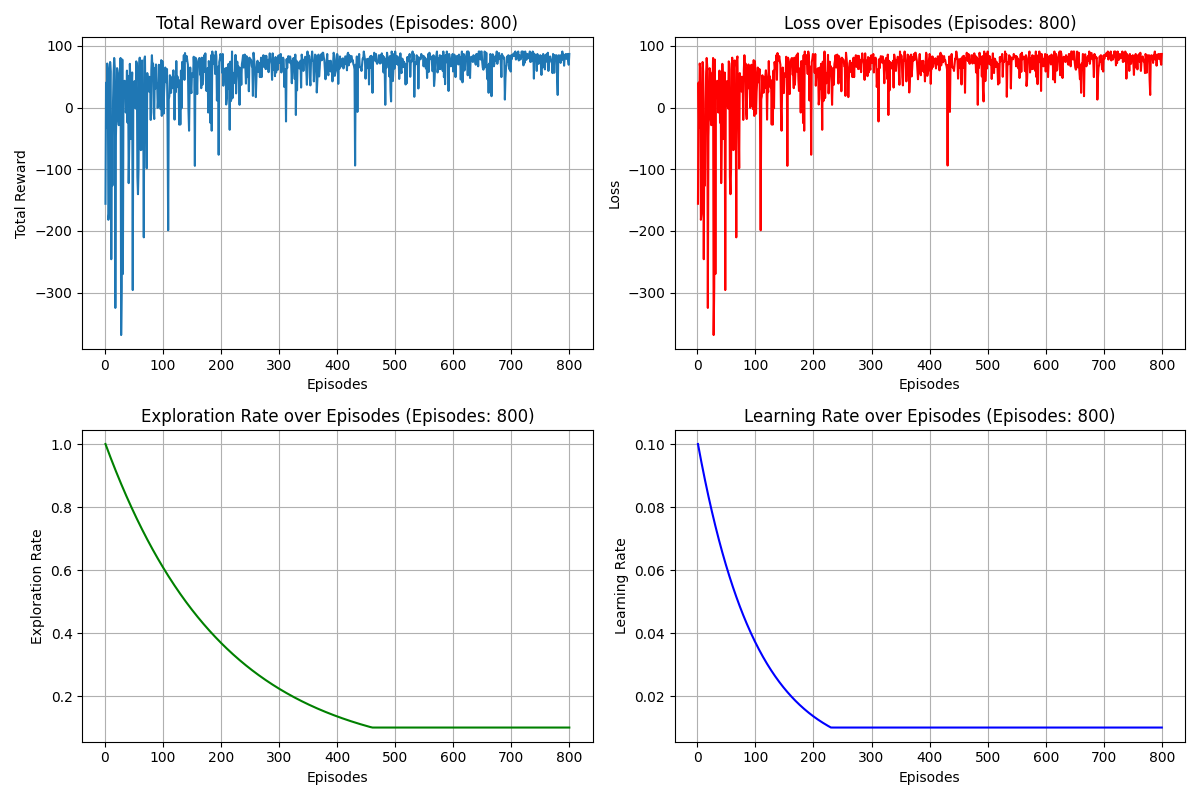 Total Reward over Episodes (Episodes: 800)
100
0
−100
−200
−300
Total Reward
0 100 200 300 400 500 600 700 800
Episodes
Loss over Episodes (Episodes: 800)
100
0
−100
−200
−300
Loss
0 100 200 300 400 500 600 700 800
Episodes
Exploration Rate over Episodes (Episodes: 800)
1.0
0.8
0.6
0.4
0.2
Exploration Rate
0 100 200 300 400 500 600 700 800
Episodes
Learning Rate over Episodes (Episodes: 800)
0.10
0.08
0.06
0.04
0.02
Learning Rate
0 100 200 300 400 500 600 700 800
Episodes